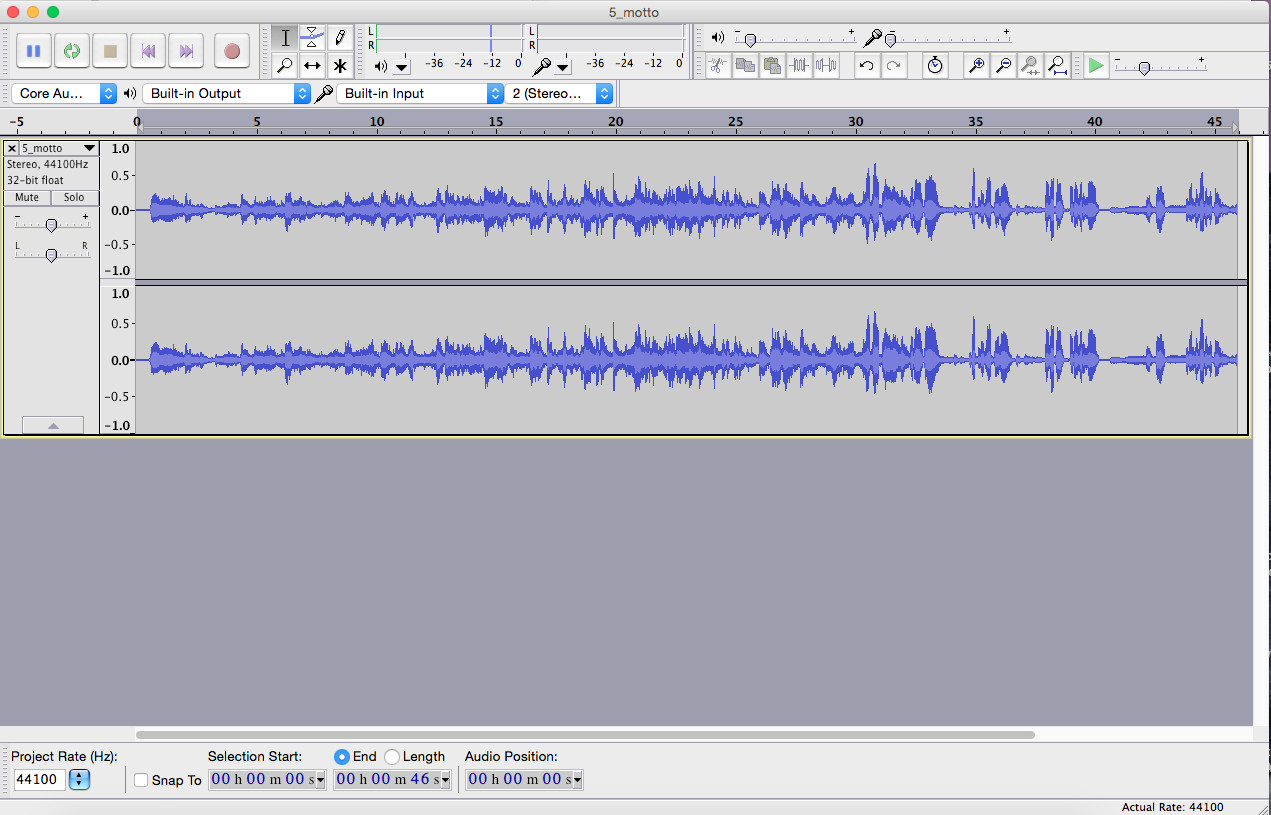 5_motto
L
R
-36 -24 -12 0
L
R
-36 -24 -12 0
- +
- +
- +
Core Au... Built-in Output Built-in Input 2 (Stereo...
-5 0 5 10 15 20 25 30 35 40 45
5_motto
Stereo, 44100Hz
32-bit float
Mute Solo
- +
L R
1.0
0.5-
0.0-
-0.5-
-1.0
1.0
0.5-
0.0-
-0.5-
-1.0
Project Rate (Hz): Selection Start: End Length Audio Position:
44100 Snap To 00 h 00 m 00 s 00 h 00 m 46 s 00 h 00 m 00 s
Actual Rate: 44100